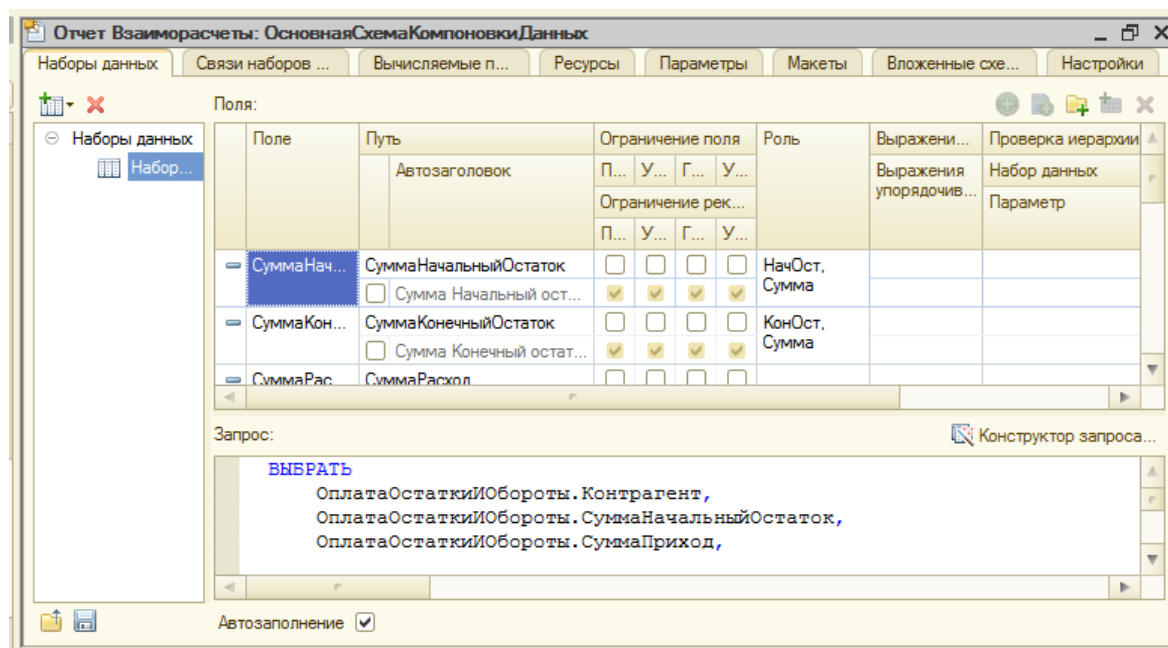 Отчет Взаиморасчеты: ОсновнаяСхемаКомпоновкиДанных
Наборы данных Связи наборов ... Вычисляемые п... Ресурсы Параметры Макеты Вложенные схе... Настройки
Поля:
Наборы данных
Набор...
Поле Путь Ограничение поля Роль Выражени... Проверка иерархии
Автозаголовок П... У... Г... У... Выражения упорядочив... Набор данных
Ограничение рек... Параметр
П... У... Г... У...
СуммаНач... СуммаНачальныйОстаток НачОст, Сумма
Сумма Начальный ост...
СуммаКон... СуммаКонечныйОстаток КонОст, Сумма
Сумма Конечный остат...
СуммаРас СуммаРасход
Запрос:
Конструктор запроса...
ВЫБРАТЬ
ОплатаОстаткиИОбороты.Контрагент,
ОплатаОстаткиИОбороты.СуммаНачальныйОстаток,
ОплатаОстаткиИОбороты.СуммаПриход,
Автозаполнение